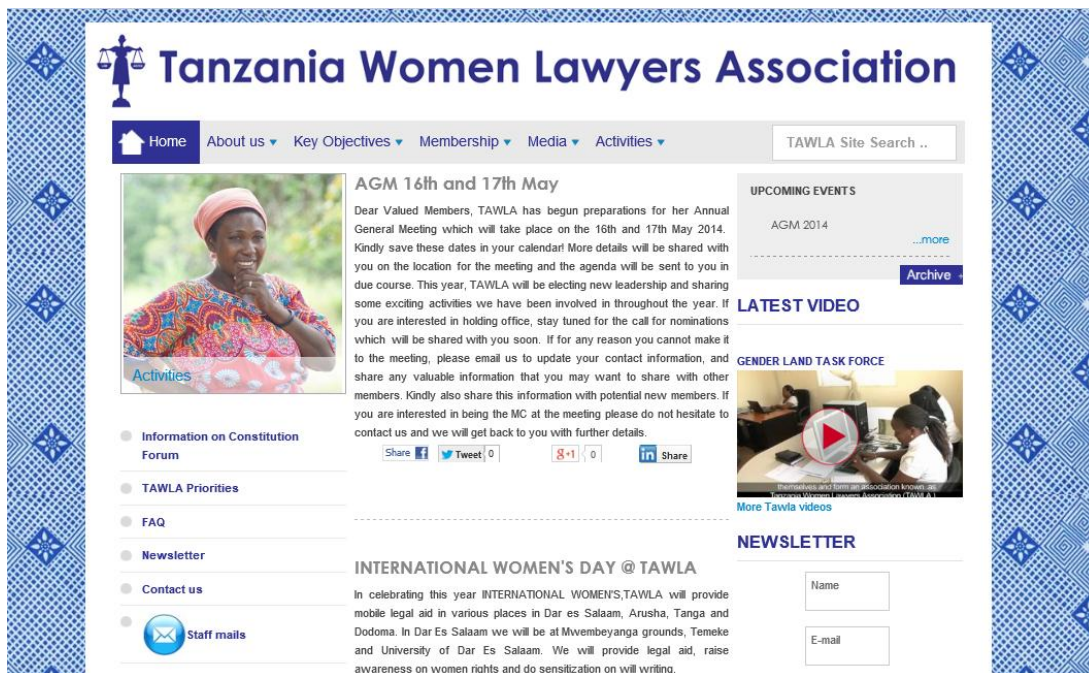 Tanzania Women Lawyers Association
Home About us Key Objectives Membership Media Activities
TAWLA Site Search ..
Activities
Information on Constitution
Forum
TAWLA Priorities
FAQ
Newsletter
Contact us
Staff mails
AGM 16th and 17th May
Dear Valued Members, TAWLA has begun preparations for her Annual
General Meeting which will take place on the 16th and 17th May 2014.
Kindly save these dates in your calendar! More details will be shared with
you on the location for the meeting and the agenda will be sent to you in
due course. This year, TAWLA will be electing new leadership and sharing
some exciting activities we have been involved in throughout the year. If
you are interested in holding office, stay tuned for the call for nominations
which will be shared with you soon. If for any reason you cannot make it
to the meeting, please email us to update your contact information, and
share any valuable information that you may want to share with other
members. Kindly also share this information with potential new members. If
you are interested in being the MC at the meeting please do not hesitate to
contact us and we will get back to you with further details.
Share f Tweet 0 g+1 0 in Share
INTERNATIONAL WOMEN'S DAY @ TAWLA
In celebrating this year INTERNATIONAL WOMEN'S,TAWLA will provide
mobile legal aid in various places in Dar es Salaam, Arusha, Tanga and
Dodoma. In Dar Es Salaam we will be at Mwembeyanga grounds, Temeke
and University of Dar Es Salaam. We will provide legal aid, raise
awareness on women rights and do sensitization on will writing.
UPCOMING EVENTS
AGM 2014
...more
Archive
LATEST VIDEO
GENDER LAND TASK FORCE
themselves and form an association known as
Tanzania Women Lawyers Association (TAWLA )
More Tawla videos
NEWSLETTER
Name
E-mail